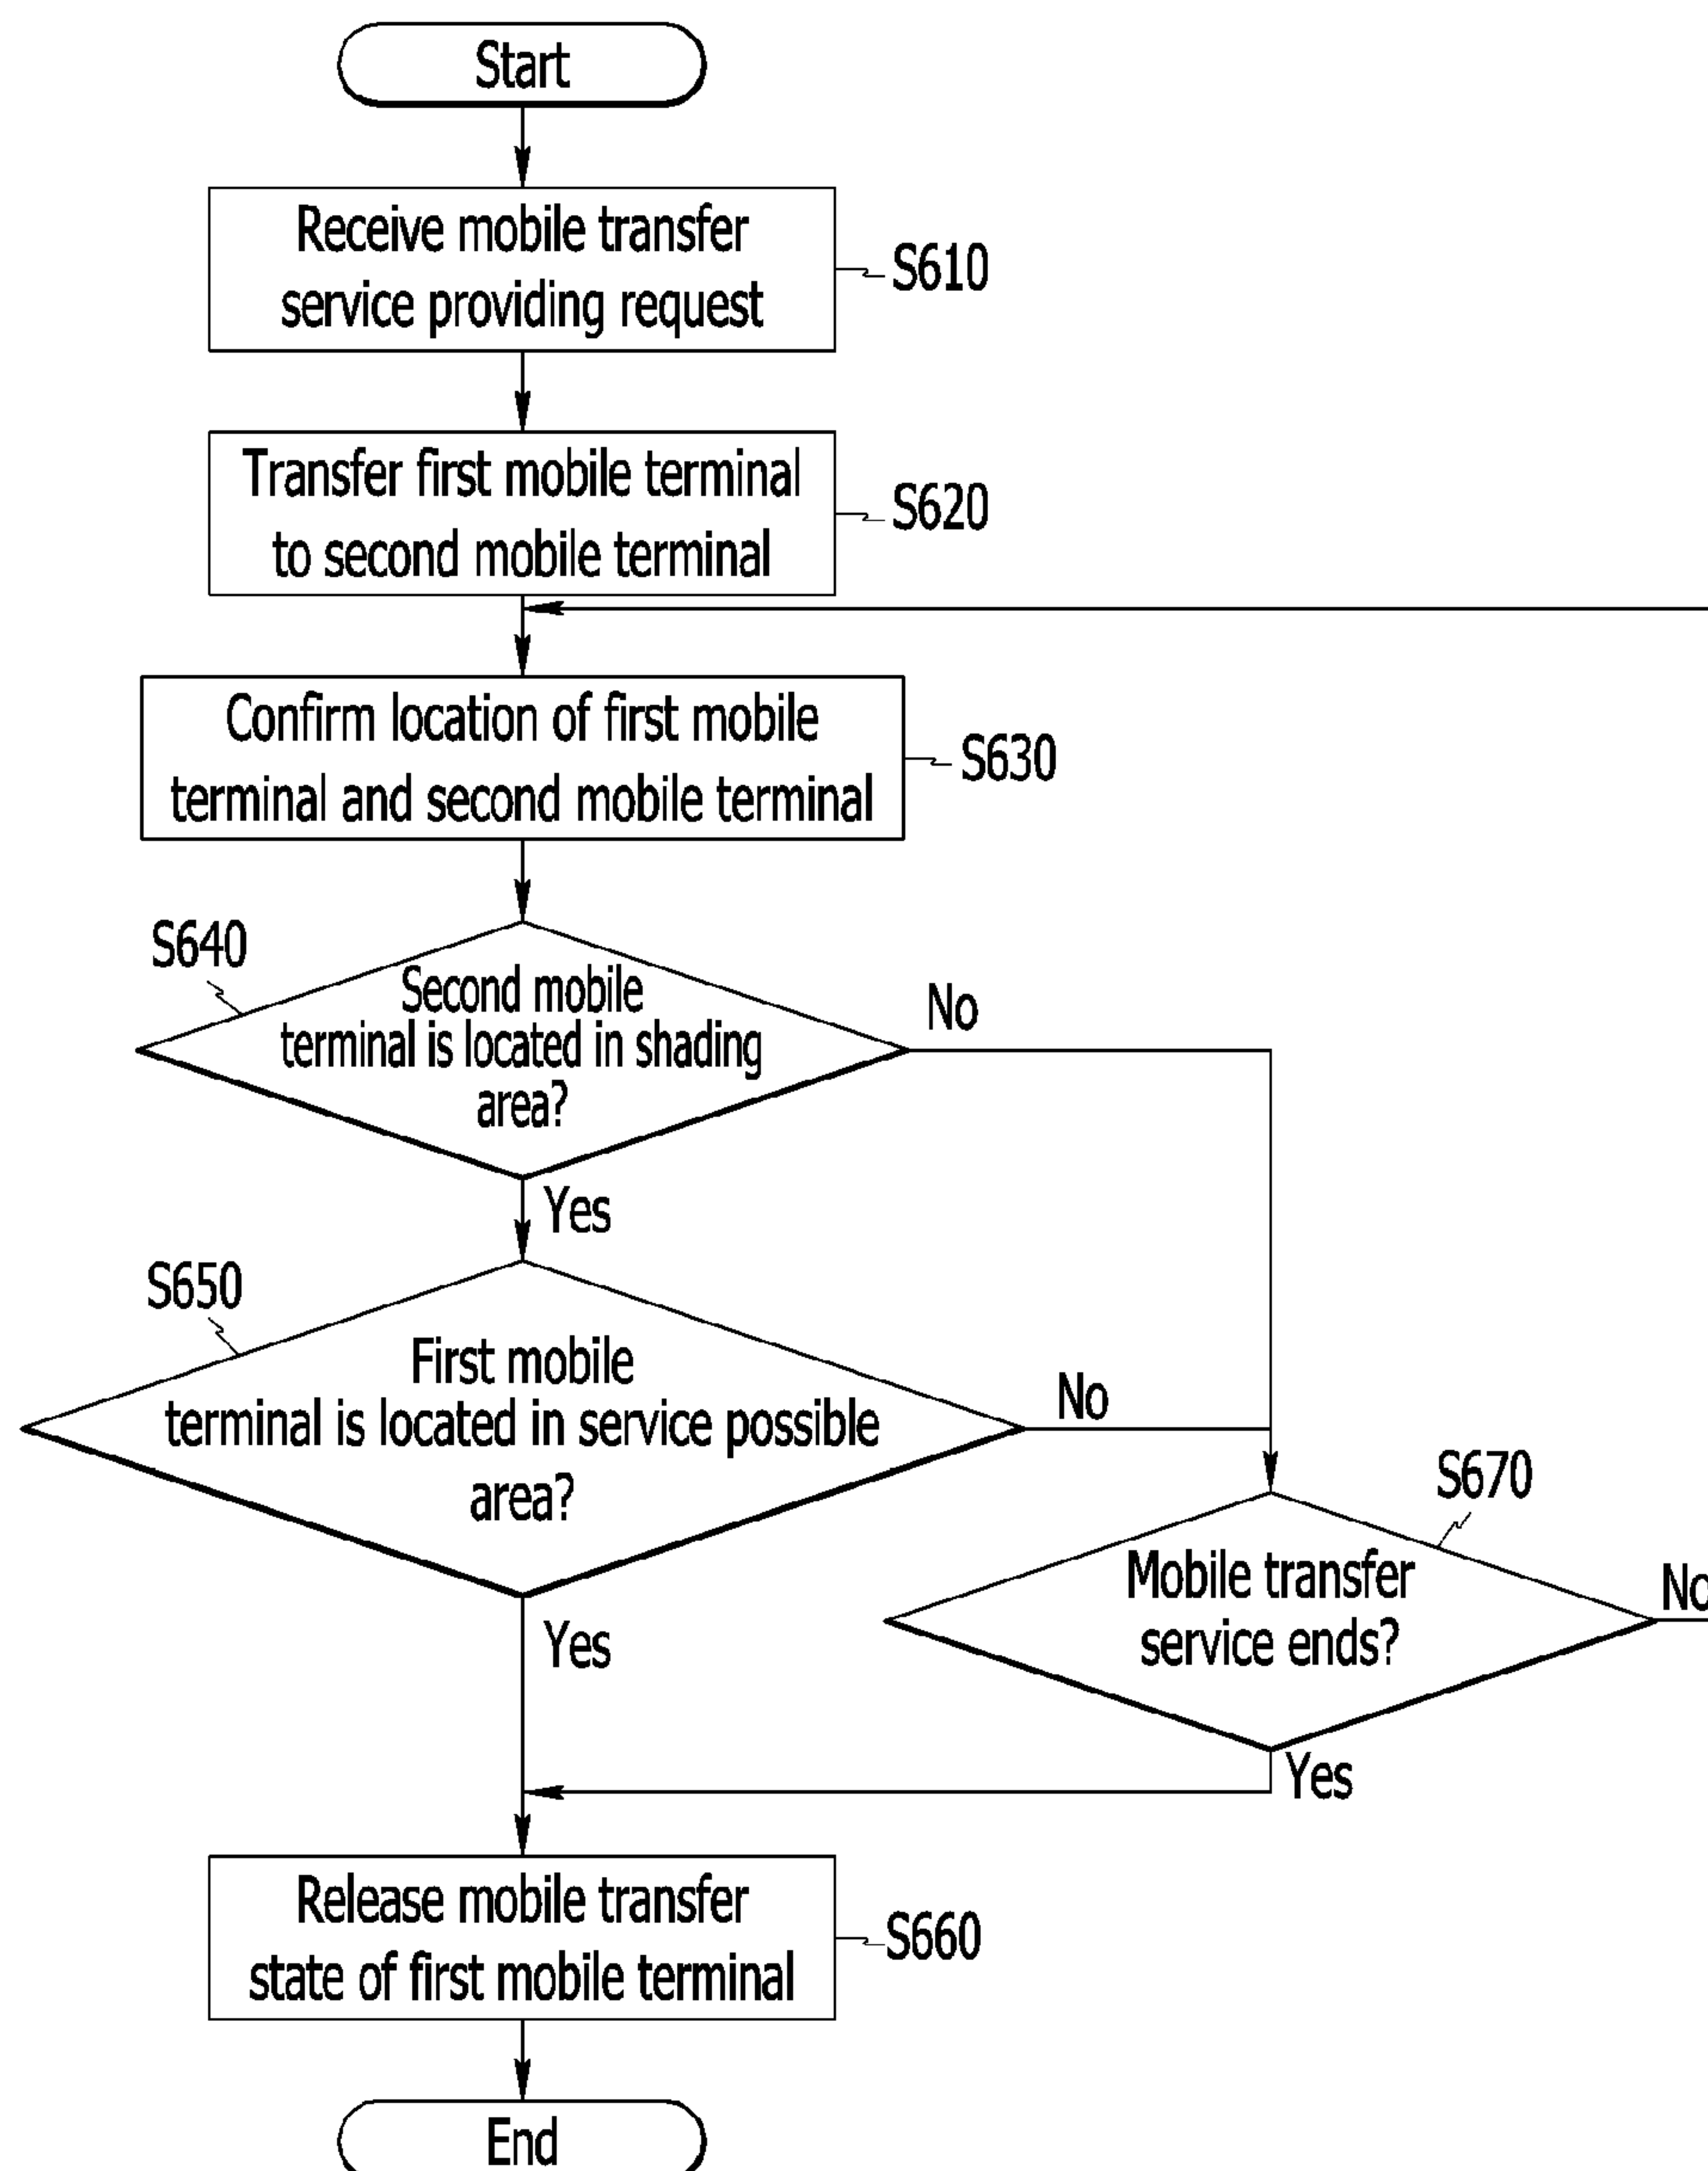 Start
Receive mobile transfer
service providing request
S610
Transfer first mobile terminal
to second mobile terminal
S620
Confirm location of first mobile
terminal and second mobile terminal
S630
S640
Second mobile
terminal is located in shading
area?
No
Yes
S650
First mobile
terminal is located in service possible
area?
No
Yes
S670
Mobile transfer
service ends?
No
Yes
Release mobile transfer
state of first mobile terminal
S660
End